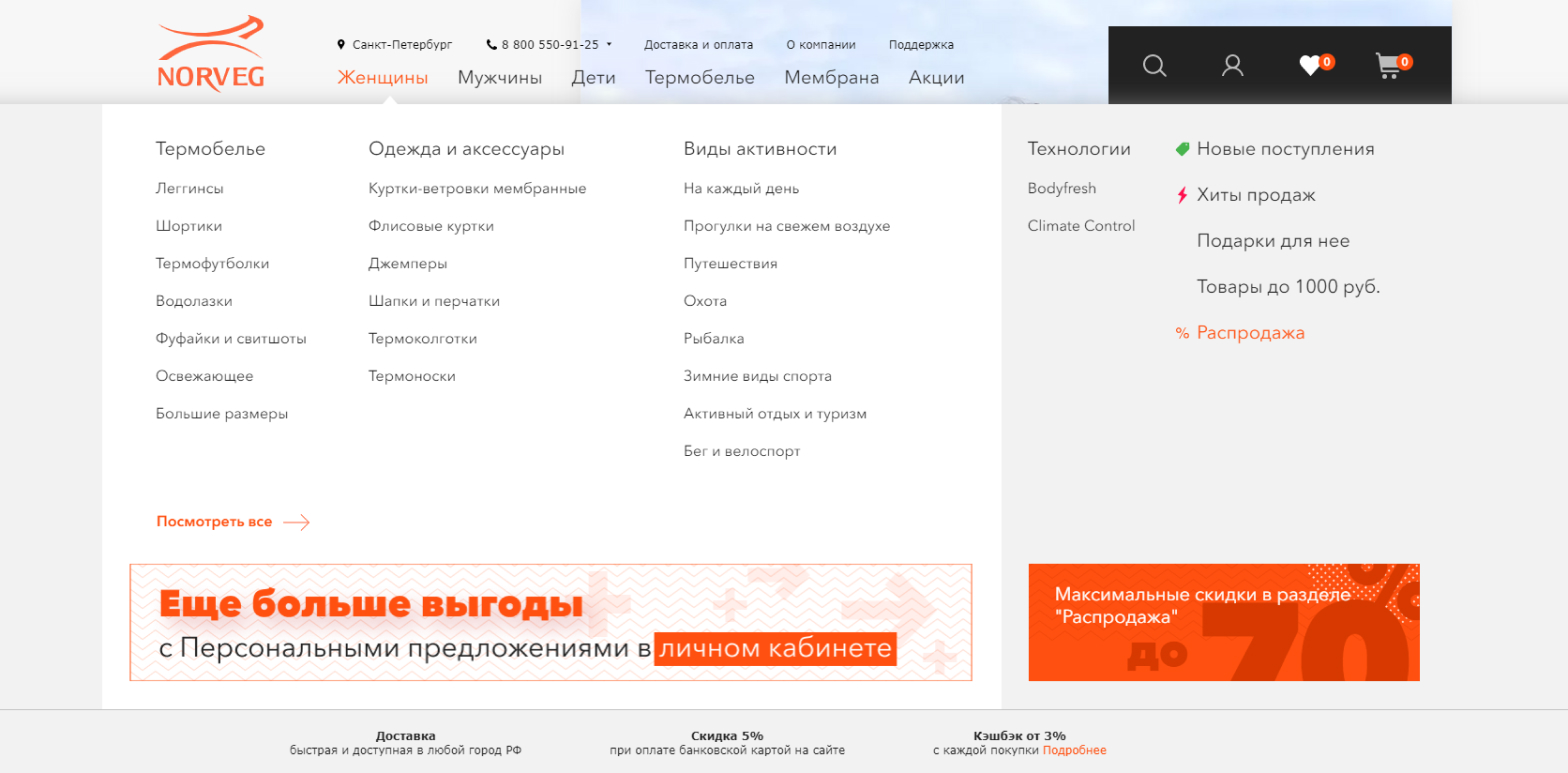 NORVEG
Санкт-Петербург
8 800 550-91-25
Доставка и оплата
О компании
Поддержка
Женщины
Мужчины
Дети
Термобелье
Мембрана
Акции
0
0
Термобелье
Леггинсы
Шортики
Термофутболки
Водолазки
Фуфайки и свитшоты
Освежающее
Большие размеры
Одежда и аксессуары
Куртки-ветровки мембранные
Флисовые куртки
Джемперы
Шапки и перчатки
Термоколготки
Термоноски
Виды активности
На каждый день
Прогулки на свежем воздухе
Путешествия
Охота
Рыбалка
Зимние виды спорта
Активный отдых и туризм
Бег и велоспорт
Технологии
Bodyfresh
Climate Control
Новые поступления
Хиты продаж
Подарки для нее
Товары до 1000 руб.
% Распродажа
Посмотреть все
Еще больше выгоды
с Персональными предложениями в личном кабинете
Максимальные скидки в разделе
"Распродажа"
до 70%
Доставка
быстрая и доступная в любой город РФ
Скидка 5%
при оплате банковской картой на сайте
Кэшбэк от 3%
с каждой покупки Подробнее